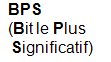 BPS
(Bit le Plus
Significatif)